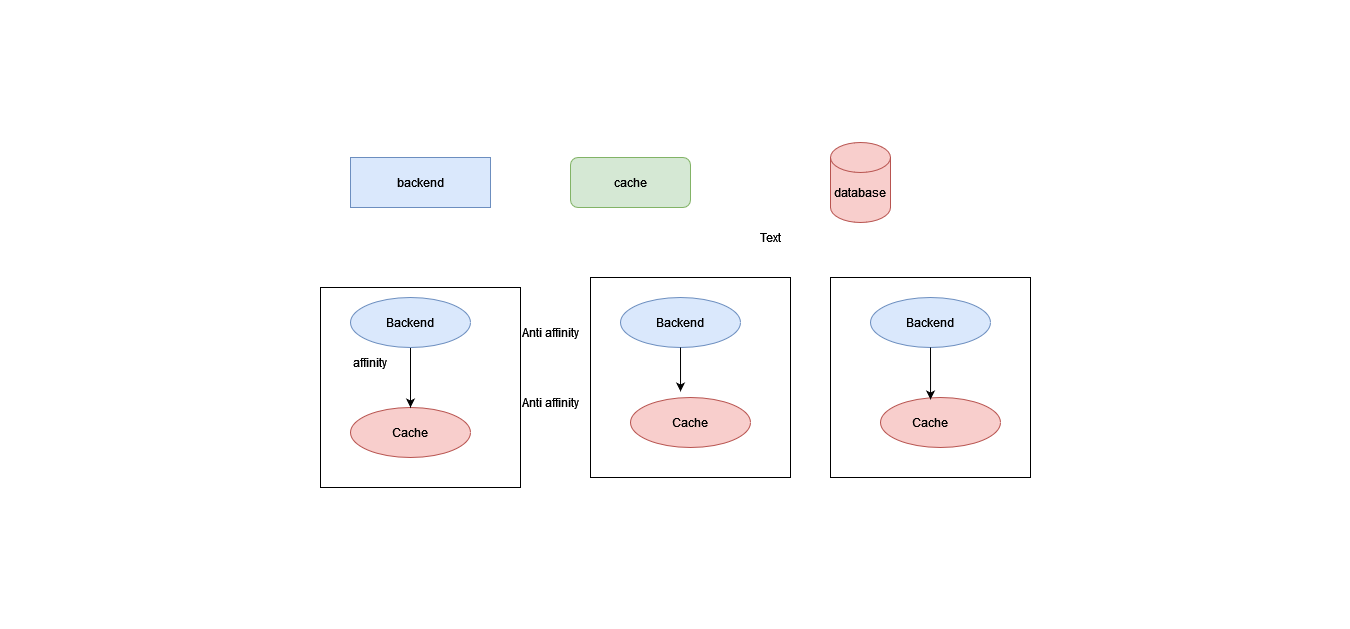 backend
cache
database
Text
Backend
affinity
Cache
Anti affinity
Anti affinity
Backend
Cache
Backend
Cache